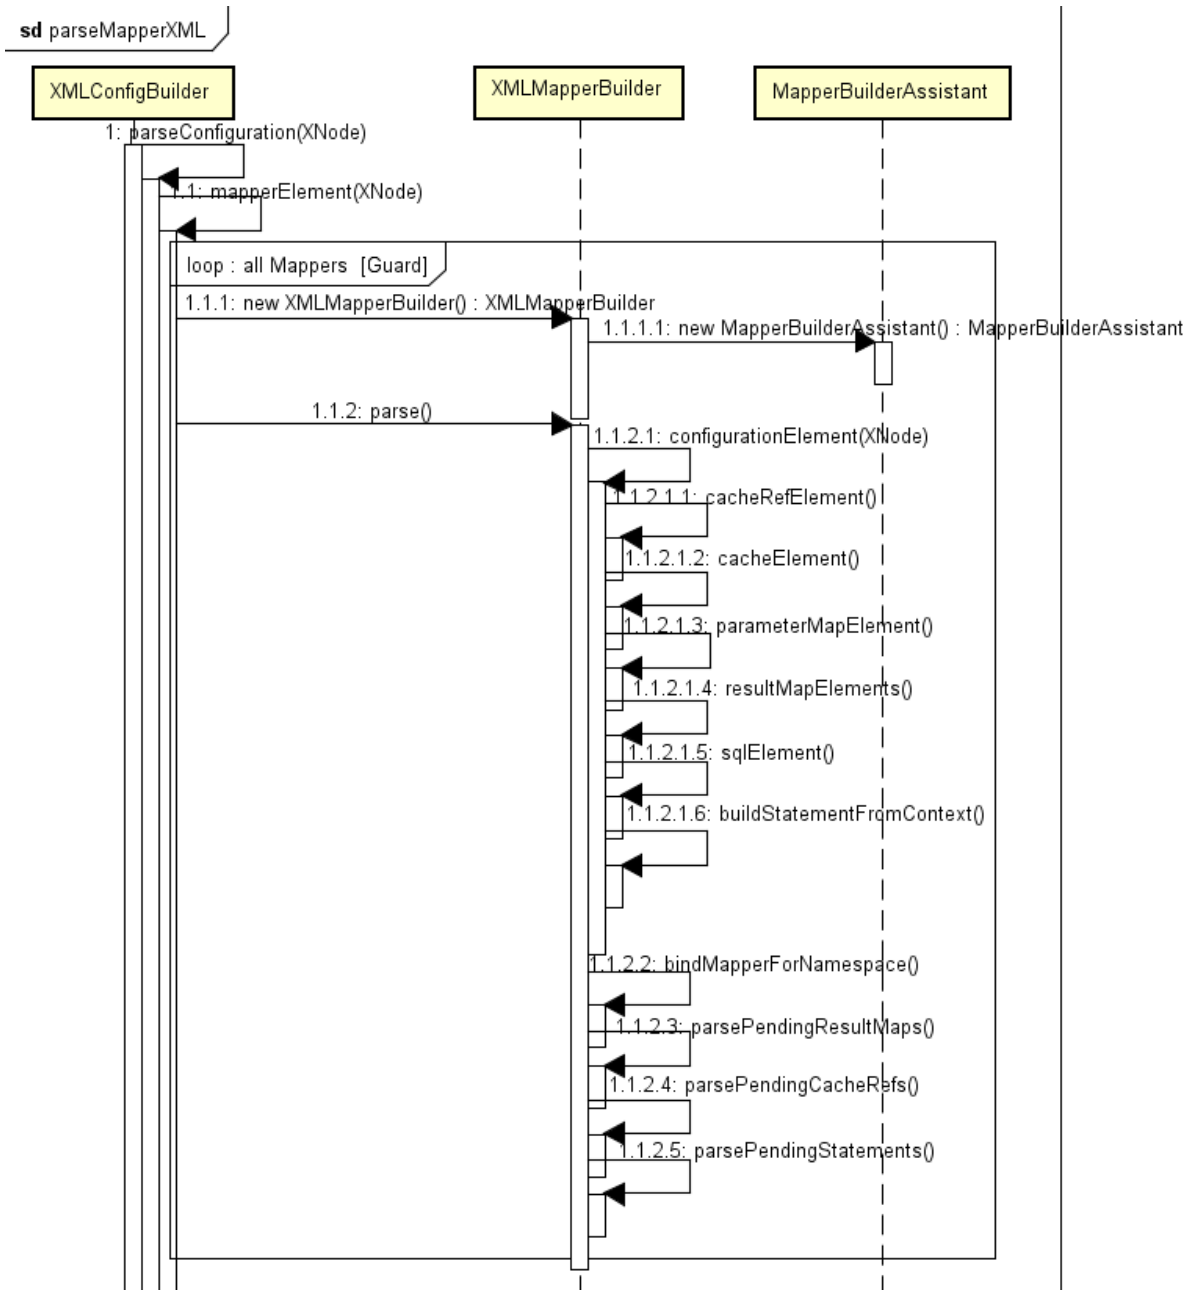 sd parseMapperXML
XMLConfigBuilder
XMLMapperBuilder
MapperBuilderAssistant
1: parseConfiguration(XNode)
1.1: mapperElement(XNode)
loop : all Mappers [Guard]
1.1.1: new XMLMapperBuilder() : XMLMapperBuilder
1.1.1.1: new MapperBuilderAssistant() : MapperBuilderAssistant
1.1.2: parse()
1.1.2.1: configurationElement(XNode)
1.1.2.1.1: cacheRefElement()
1.1.2.1.2: cacheElement()
1.1.2.1.3: parameterMapElement()
1.1.2.1.4: resultMapElements()
1.1.2.1.5: sqlElement()
1.1.2.1.6: buildStatementFromContext()
1.1.2.2: bindMapperForNamespace()
1.1.2.3: parsePendingResultMaps()
1.1.2.4: parsePendingCacheRefs()
1.1.2.5: parsePendingStatements()